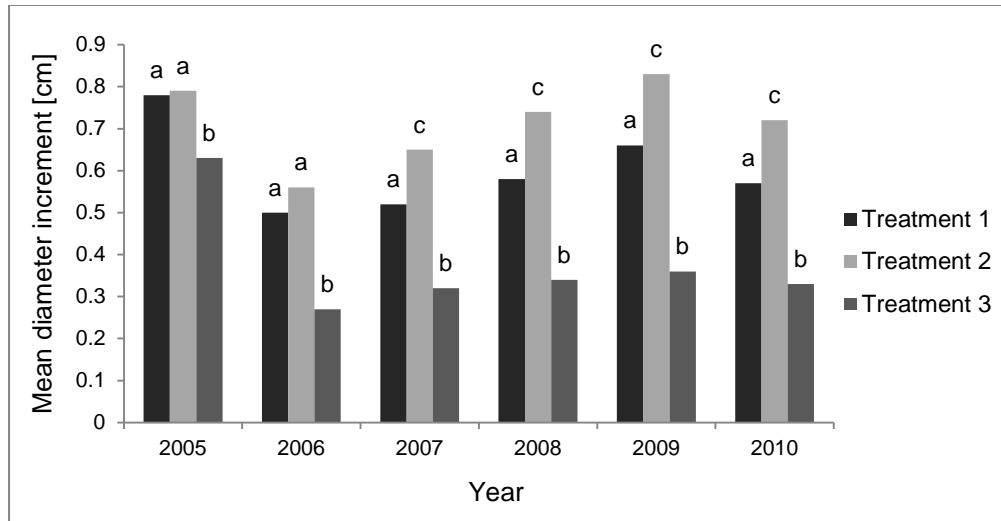 Mean diameter increment [cm]
0.9
0.8
0.7
0.6
0.5
0.4
0.3
0.2
0.1
0
a a b
a a b
a c b
a c b
a c b
a c b
2005 2006 2007 2008 2009 2010
Year
Treatment 1
Treatment 2
Treatment 3